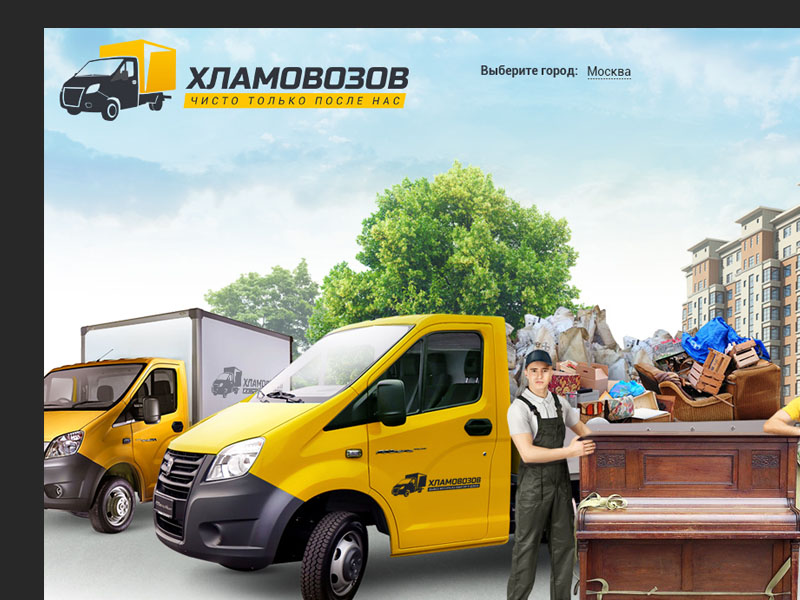 ХЛАМОВОЗОВ
ЧИСТО ТОЛЬКО ПОСЛЕ НАС
Выберите город: Москва
ХЛАМОВОЗОВ